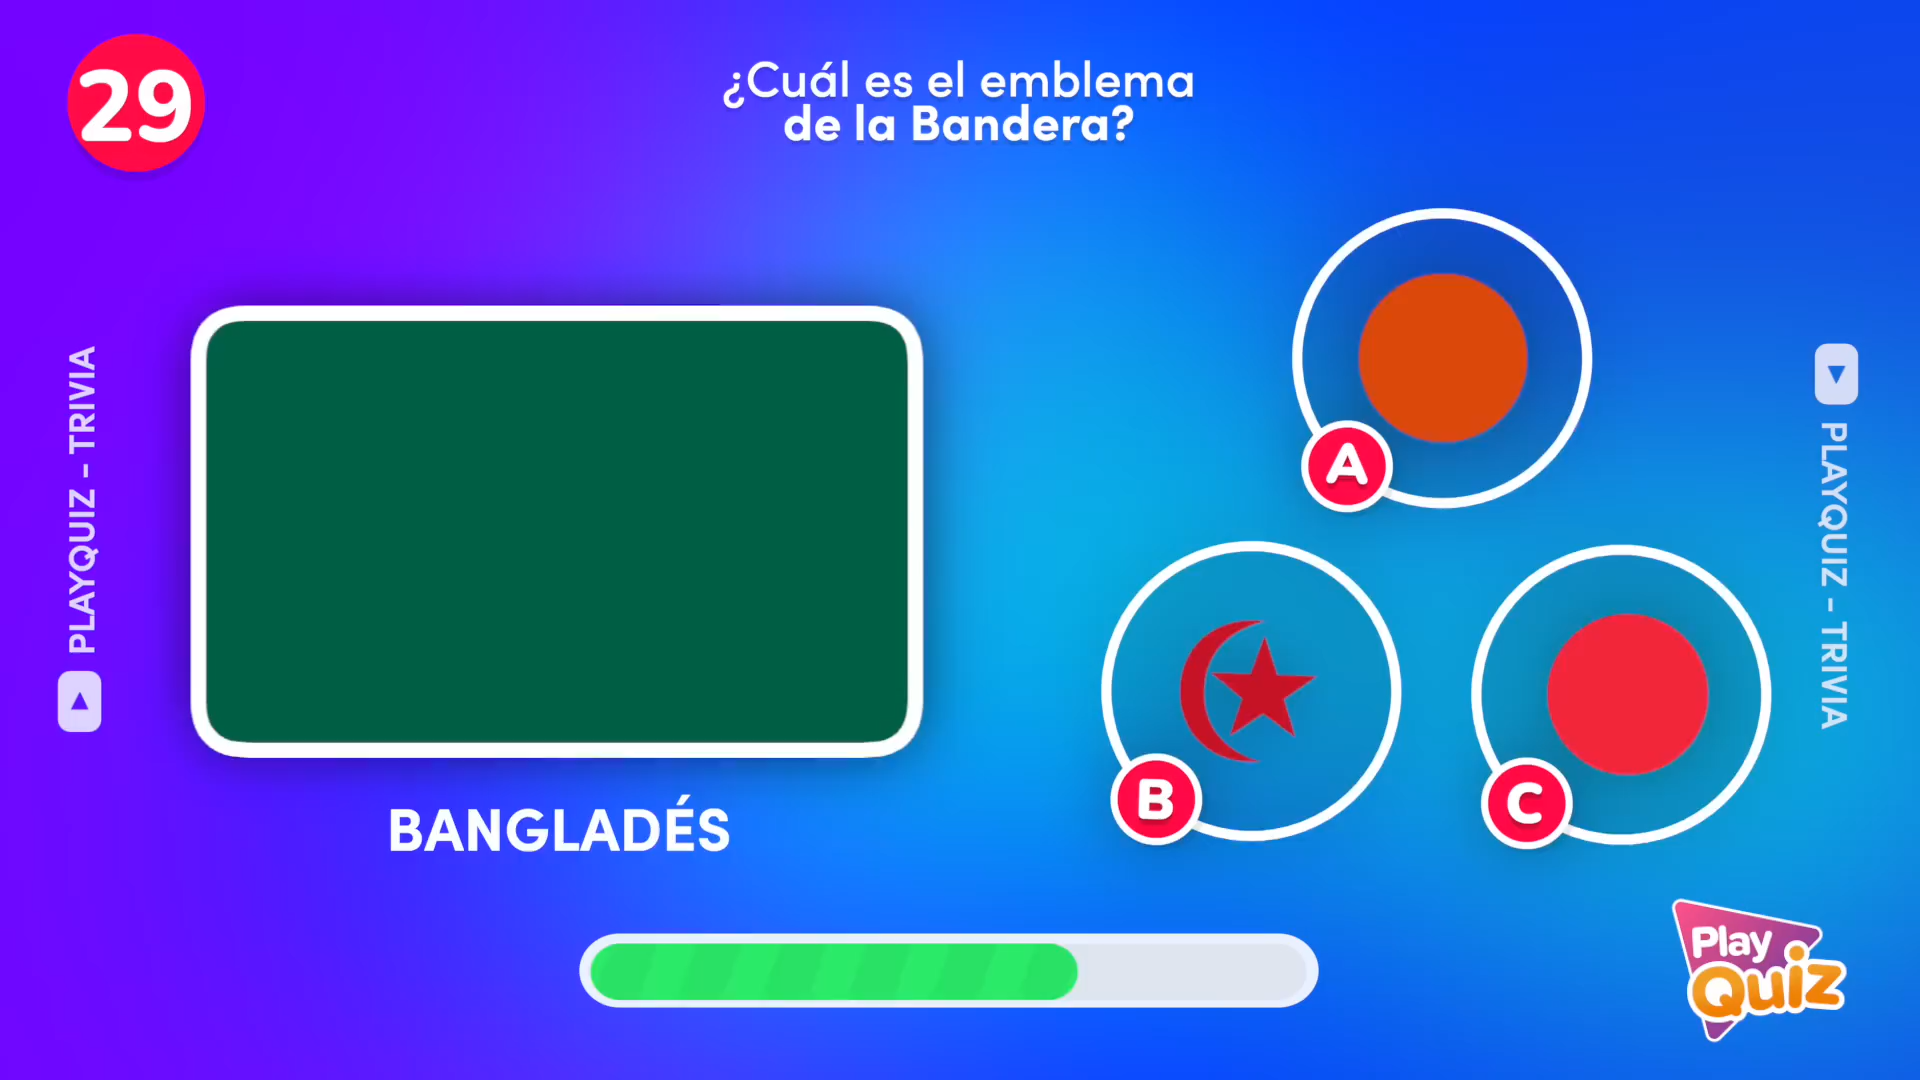 29
¿Cuál es el emblema
de la Bandera?
PLAYQUIZ - TRIVIA
A
B
C
PLAYQUIZ - TRIVIA
BANGLADÉS
Play
Quiz